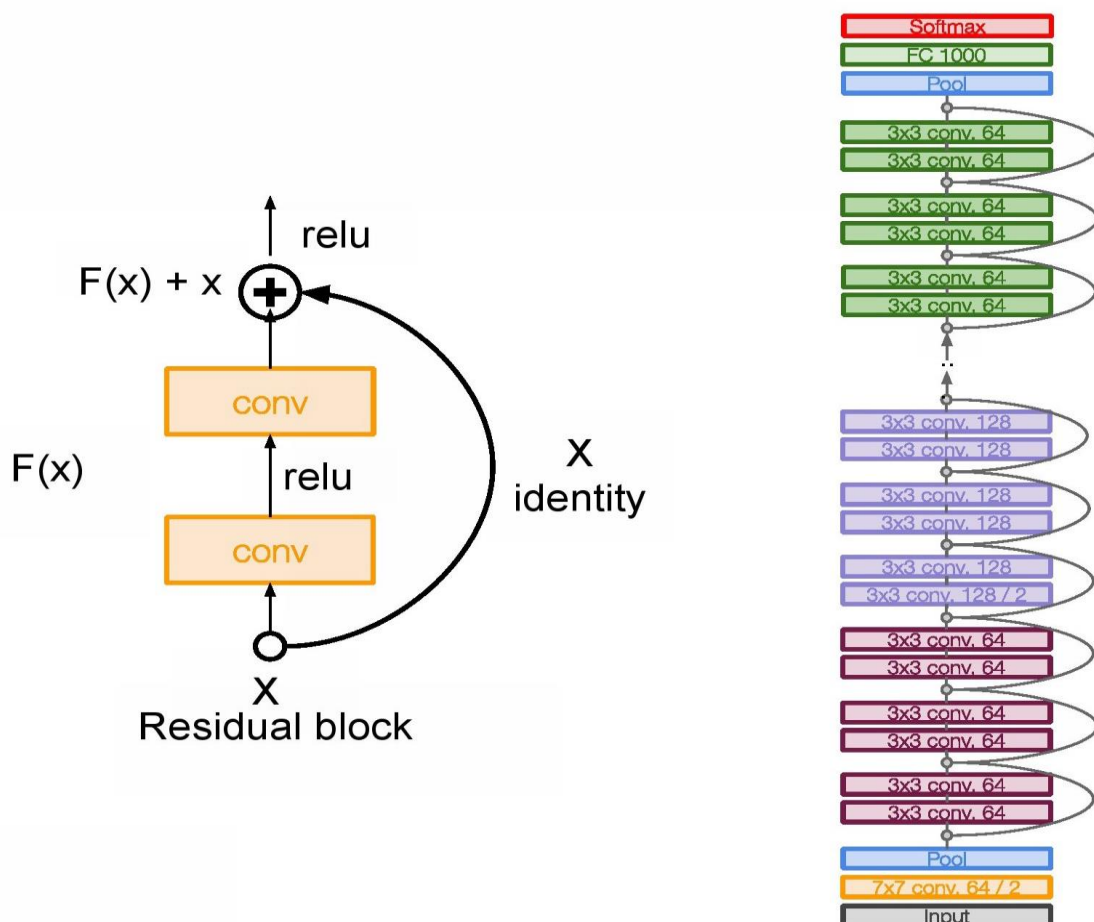 relu
F(x) + x
conv
F(x)
relu
X
identity
conv
X
Residual block
Softmax
FC 1000
Pool
3x3 conv, 64
3x3 conv, 64
3x3 conv, 64
3x3 conv, 64
3x3 conv, 64
3x3 conv, 64
..
3x3 conv, 128
3x3 conv, 128
3x3 conv, 128
3x3 conv, 128
3x3 conv, 128
3x3 conv, 128 / 2
3x3 conv, 64
3x3 conv, 64
3x3 conv, 64
3x3 conv, 64
3x3 conv, 64
3x3 conv, 64
Pool
7x7 conv, 64 / 2
Input